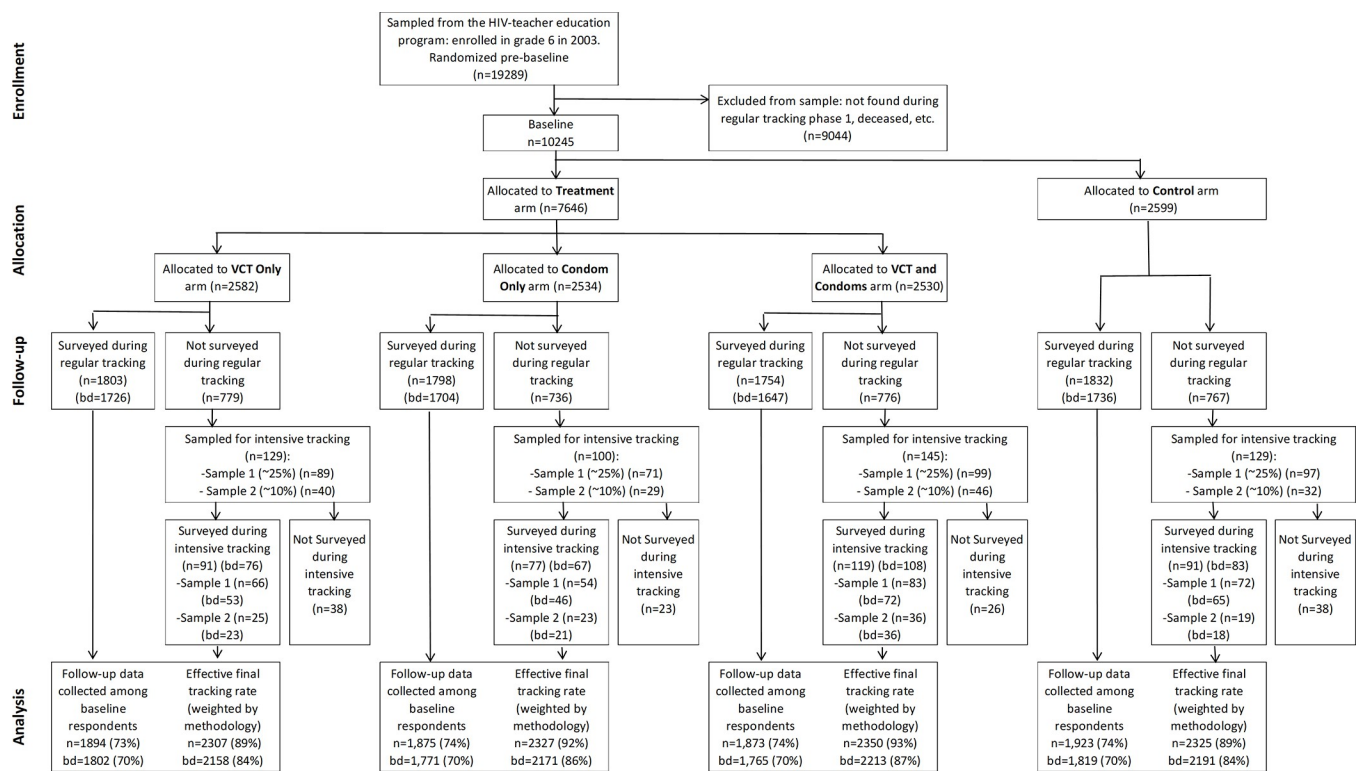 Enrollment
Sampled from the HIV-teacher education
program: enrolled in grade 6 in 2003.
Randomized pre-baseline
(n=19289)
Excluded from sample: not found during
regular tracking phase 1, deceased, etc.
(n=9044)
Baseline
n=10245
Allocation
Allocated to Treatment
arm (n=7646)
Allocated to Control arm
(n=2599)
Allocated to VCT Only
arm (n=2582)
Allocated to Condom
Only arm (n=2534)
Allocated to VCT and
Condoms arm (n=2530)
Follow-up
Surveyed during
regular tracking
(n=1803)
(bd=1726)
Not surveyed
during regular
tracking
(n=779)
Surveyed during
regular tracking
(n=1798)
(bd=1704)
Not surveyed
during regular
tracking
(n=736)
Surveyed during
regular tracking
(n=1754)
(bd=1647)
Not surveyed
during regular
tracking
(n=776)
Surveyed during
regular tracking
(n=1832)
(bd=1736)
Not surveyed
during regular
tracking
(n=767)
Sampled for intensive tracking
(n=129):
-Sample 1 (~25%) (n=89)
- Sample 2 (~10%) (n=40)
Sampled for intensive tracking
(n=100):
-Sample 1 (~25%) (n=71)
- Sample 2 (~10%) (n=29)
Sampled for intensive tracking
(n=145):
-Sample 1 (~25%) (n=99)
- Sample 2 (~10%) (n=46)
Sampled for intensive tracking
(n=129):
-Sample 1 (~25%) (n=97)
- Sample 2 (~10%) (n=32)
Surveyed during
intensive tracking
(n=91) (bd=76)
-Sample 1 (n=66)
(bd=53)
-Sample 2 (n=25)
(bd=23)
Not Surveyed
during
intensive
tracking
(n=38)
Surveyed during
intensive tracking
(n=77) (bd=67)
-Sample 1 (n=54)
(bd=46)
-Sample 2 (n=23)
(bd=21)
Not Surveyed
during
intensive
tracking
(n=23)
Surveyed during
intensive tracking
(n=119) (bd=108)
-Sample 1 (n=83)
(bd=72)
-Sample 2 (n=36)
(bd=36)
Not Surveyed
during
intensive
tracking
(n=26)
Surveyed during
intensive tracking
(n=91) (bd=83)
-Sample 1 (n=72)
(bd=65)
-Sample 2 (n=19)
(bd=18)
Not Surveyed
during
intensive
tracking
(n=38)
Analysis
Follow-up data
collected among
baseline
respondents
n=1894 (73%)
bd=1802 (70%)
Effective final
tracking rate
(weighted by
methodology)
n=2307 (89%)
bd=2158 (84%)
Follow-up data
collected among
baseline
respondents
n=1,875 (74%)
bd=1,771 (70%)
Effective final
tracking rate
(weighted by
methodology)
n=2327 (92%)
bd=2171 (86%)
Follow-up data
collected among
baseline
respondents
n=1,873 (74%)
bd=1,765 (70%)
Effective final
tracking rate
(weighted by
methodology)
n=2350 (93%)
bd=2213 (87%)
Follow-up data
collected among
baseline
respondents
n=1,923 (74%)
bd=1,819 (70%)
Effective final
tracking rate
(weighted by
methodology)
n=2325 (89%)
bd=2191 (84%)